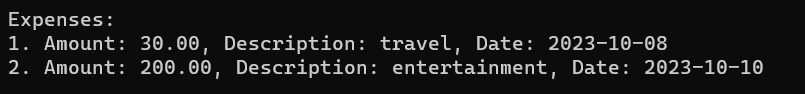 Expenses:
1. Amount: 30.00, Description: travel, Date: 2023-10-08
2. Amount: 200.00, Description: entertainment, Date: 2023-10-10